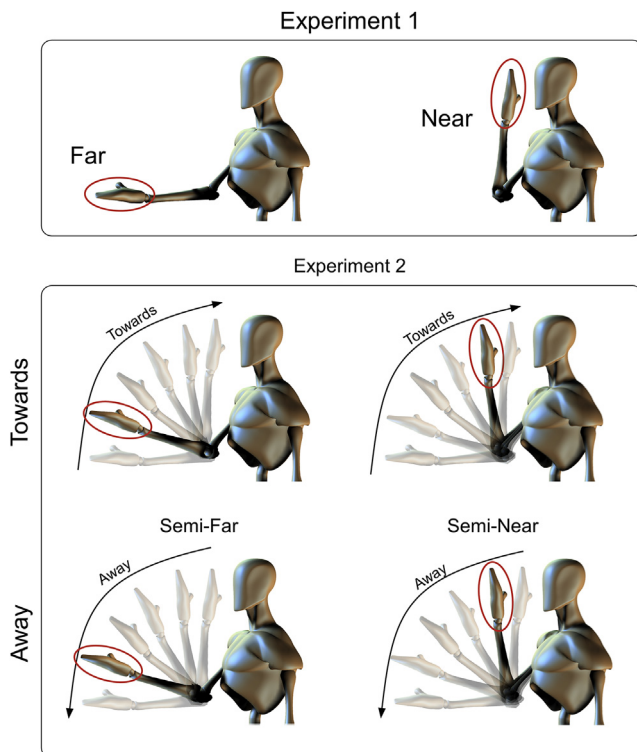 Experiment 1
Far
Near
Experiment 2
Towards
Towards
Towards
Semi-Far
Semi-Near
Away
Away
Away